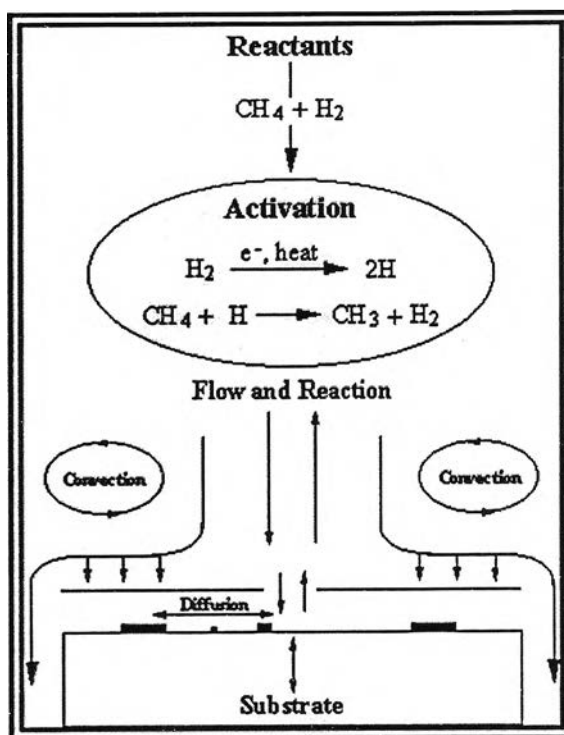 Reactants
CH₄ + H₂
Activation
H₂ e⁻, heat 2H
CH₄ + H → CH₃ + H₂
Flow and Reaction
Convection Convection
Diffusion
Substrate